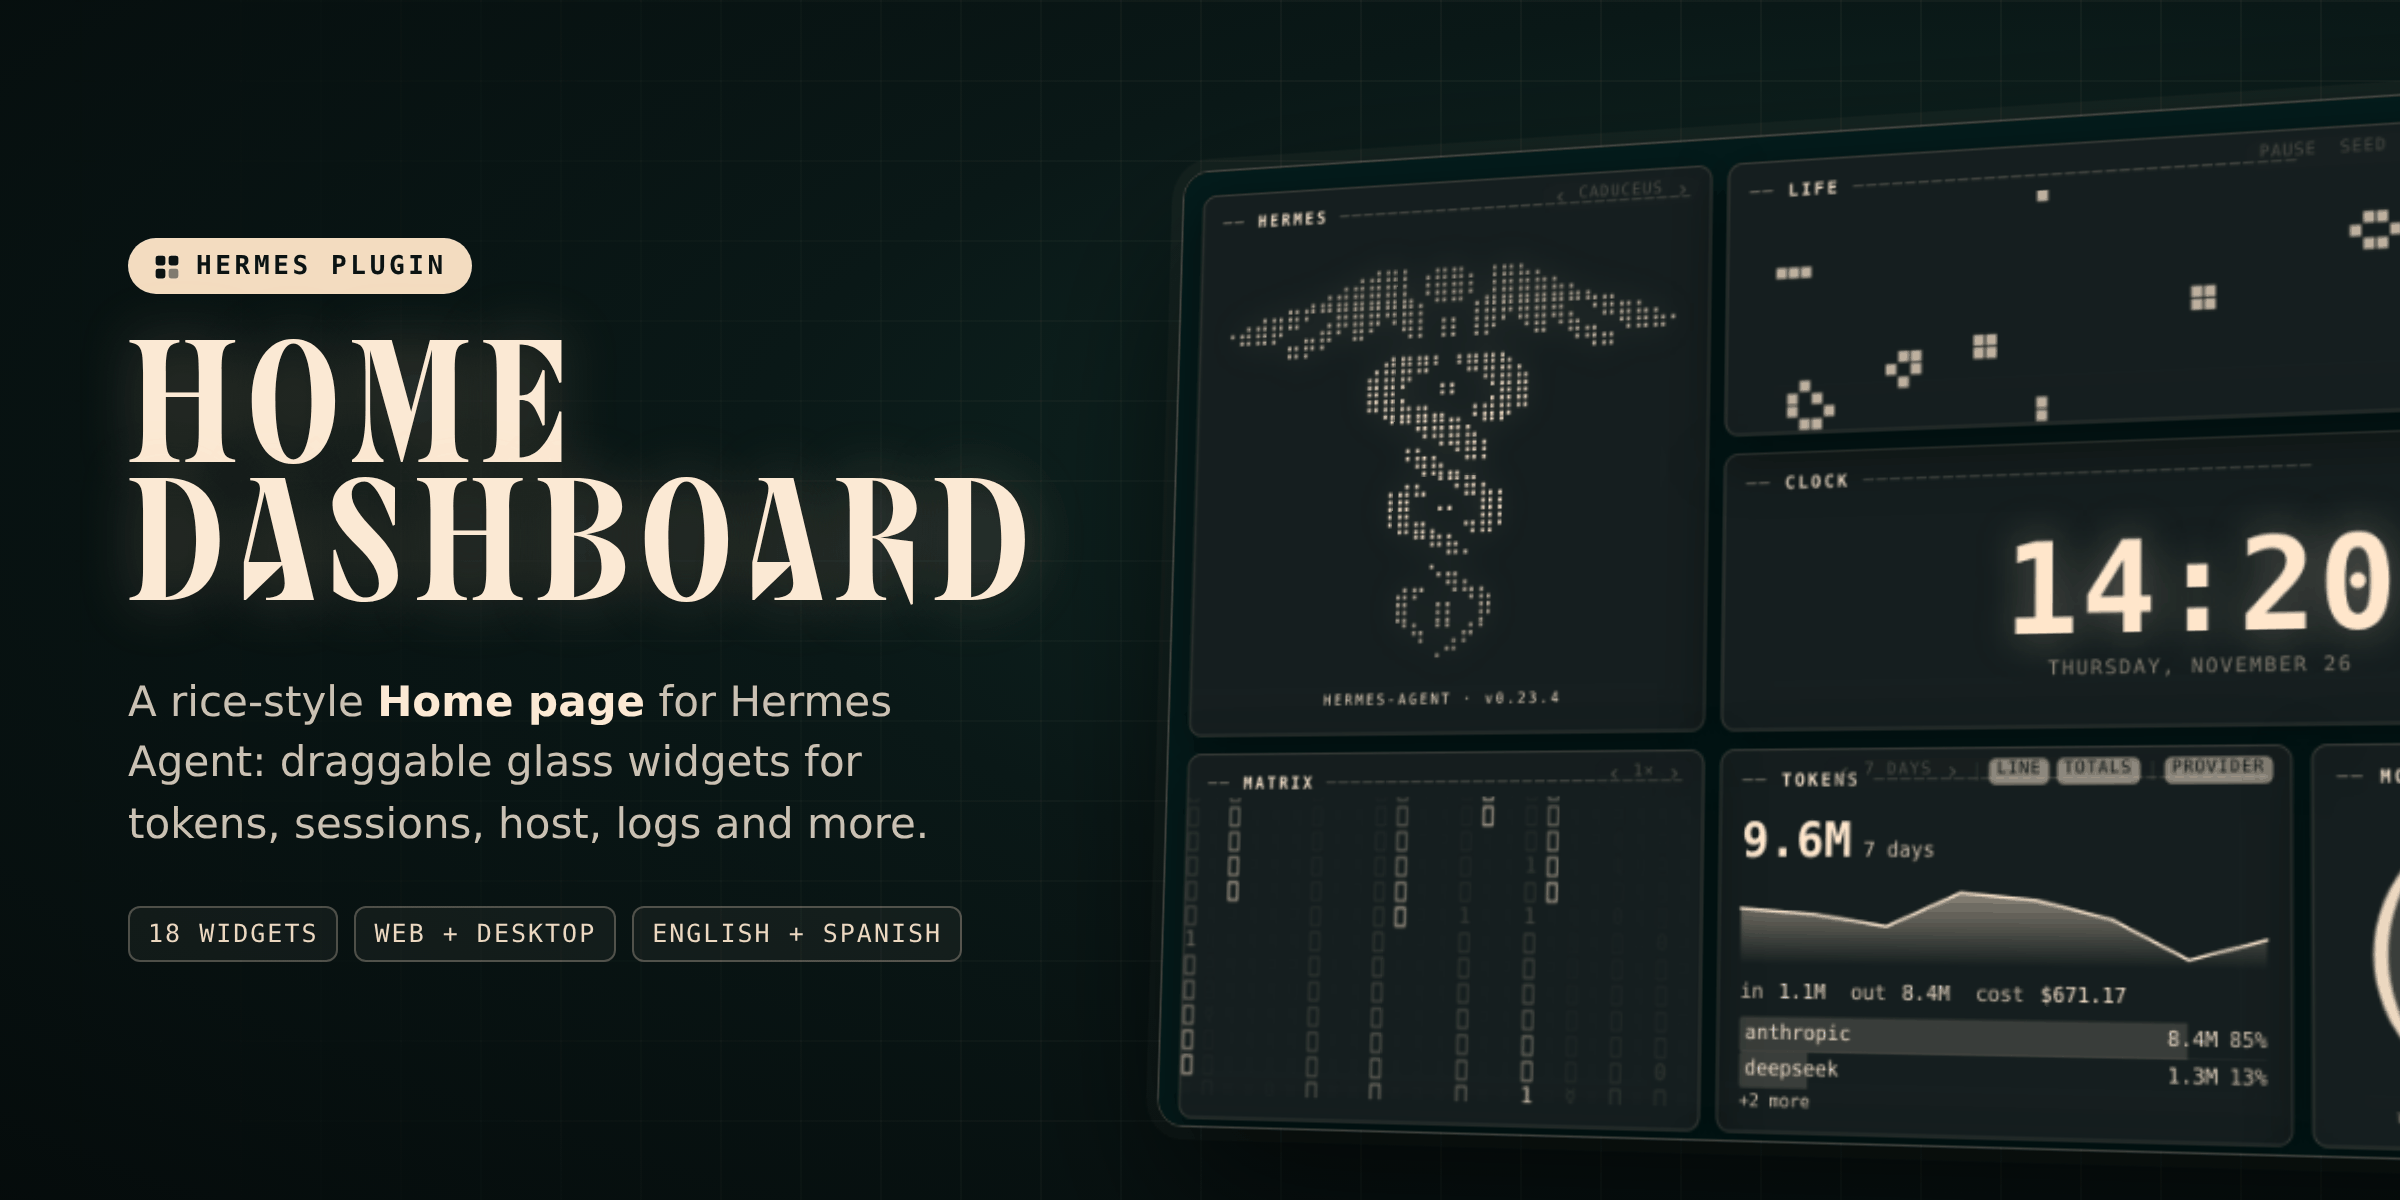 HERMES PLUGIN
HOME
DASHBOARD
A rice-style Home page for Hermes
Agent: draggable glass widgets for
tokens, sessions, host, logs and more.
18 WIDGETS
WEB + DESKTOP
ENGLISH + SPANISH
HERMES
‹ CADUCEUS ›
HERMES-AGENT · v0.23.4
LIFE
PAUSE SEED
CLOCK
14:20
THURSDAY, NOVEMBER 26
MATRIX
‹ 1× ›
TOKENS
‹ 7 DAYS ›
LINE
TOTALS
PROVIDER
9.6M 7 days
in 1.1M out 8.4M cost $671.17
anthropic 8.4M 85%
deepseek 1.3M 13%
+2 more